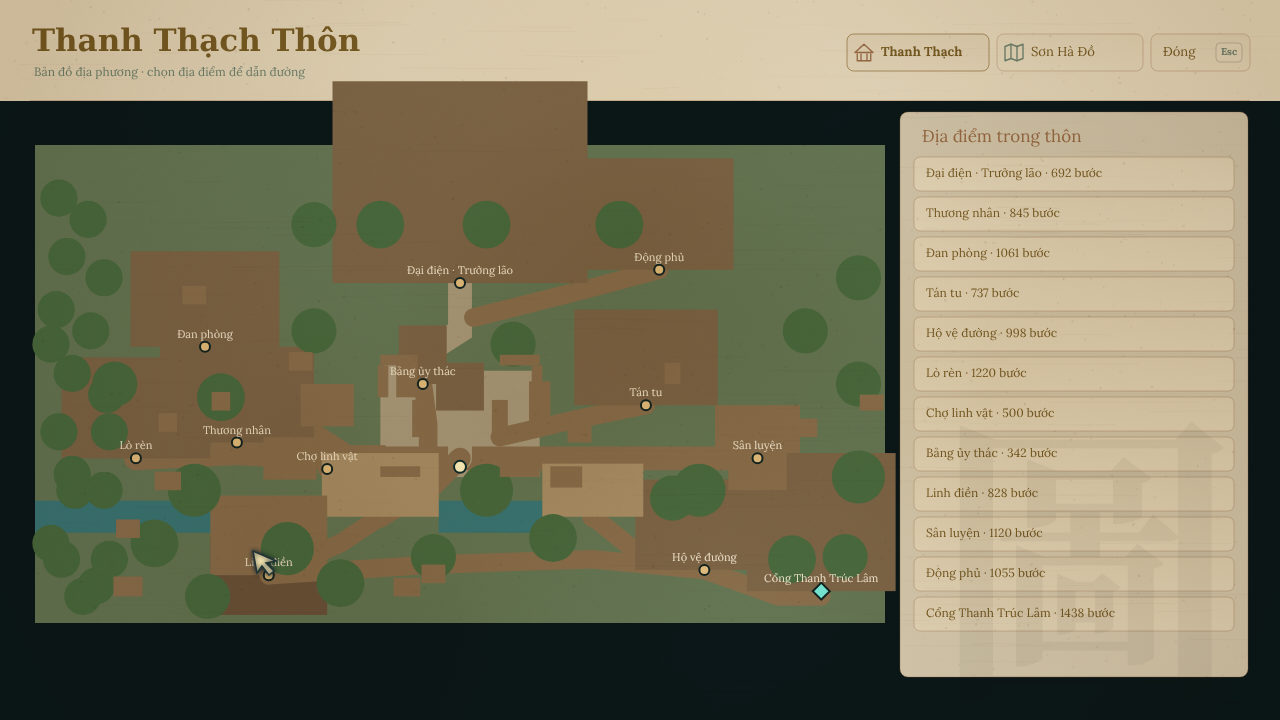 Thanh Thạch Thôn
Bản đồ địa phương · chọn địa điểm để dẫn đường
Thanh Thạch
Sơn Hà Đồ
Đóng
Esc
Địa điểm trong thôn
Đại điện · Trưởng lão · 692 bước
Thương nhân · 845 bước
Đan phòng · 1061 bước
Tán tu · 737 bước
Hộ vệ đường · 998 bước
Lò rèn · 1220 bước
Chợ linh vật · 500 bước
Bảng ủy thác · 342 bước
Linh điền · 828 bước
Sân luyện · 1120 bước
Động phủ · 1055 bước
Cổng Thanh Trúc Lâm · 1438 bước
Động phủ
Đại điện · Trưởng lão
Đan phòng
Bảng ủy thác
Tán tu
Thương nhân
Lò rèn
Sân luyện
Chợ linh vật
Hộ vệ đường
Cổng Thanh Trúc Lâm